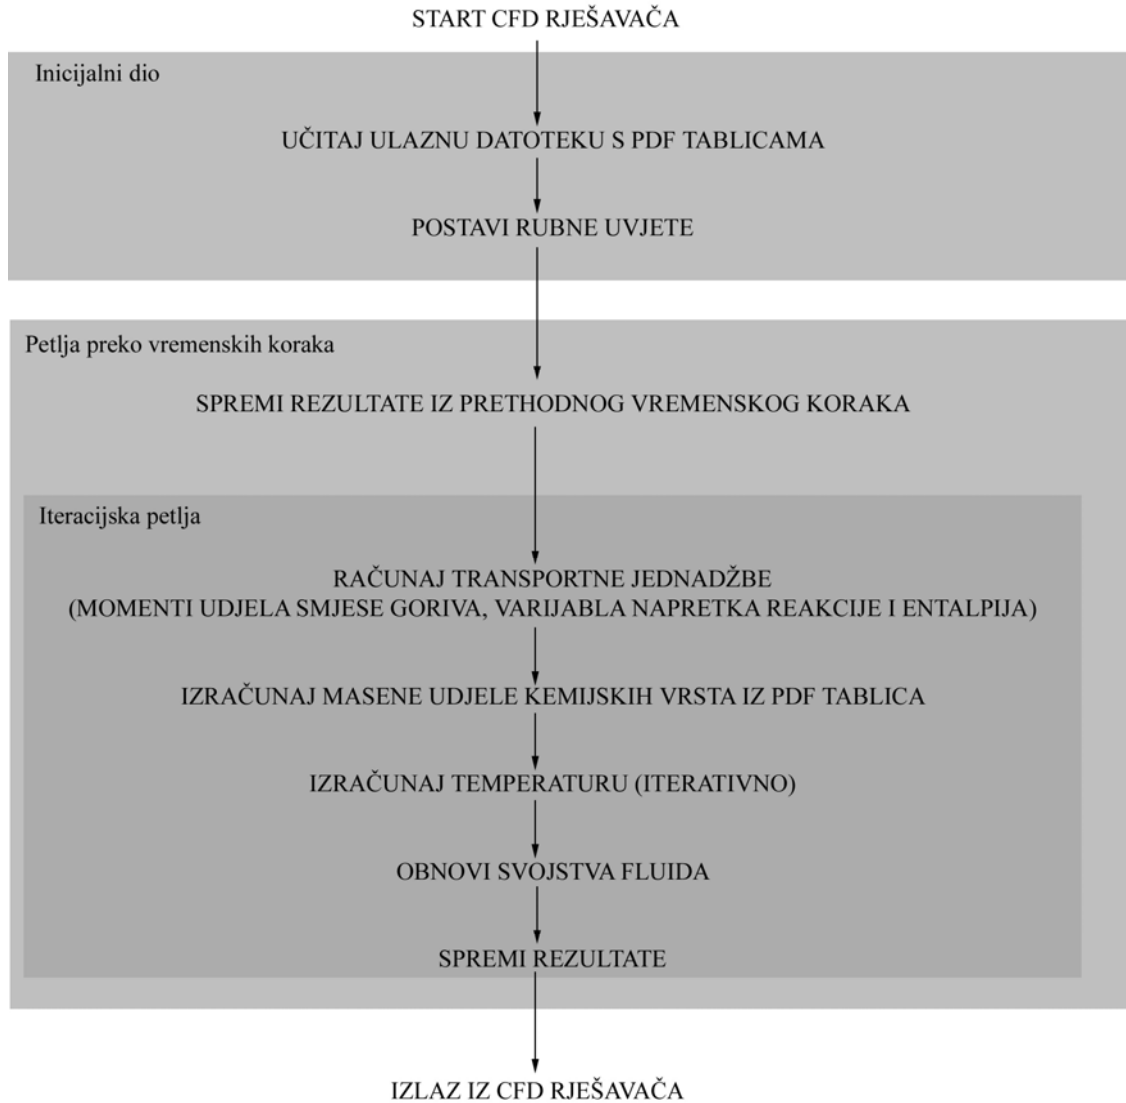 START CFD RJEŠAVAČA
Inicijalni dio
UČITAJ ULAZNU DATOTEKU S PDF TABLICAMA
POSTAVI RUBNE UVJETE
Petlja preko vremenskih koraka
SPREMI REZULTATE IZ PRETHODNOG VREMENSKOG KORAKA
Iteracijska petlja
RAČUNAJ TRANSPORTNE JEDNADŽBE
(MOMENTI UDJELA SMJESE GORIVA, VARIJABLA NAPRETKA REAKCIJE I ENTALPIJA)
IZRAČUNAJ MASENE UDJELE KEMIJSKIH VRSTA IZ PDF TABLICA
IZRAČUNAJ TEMPERATURU (ITERATIVNO)
OBNOVI SVOJSTVA FLUIDA
SPREMI REZULTATE
IZLAZ IZ CFD RJEŠAVAČA